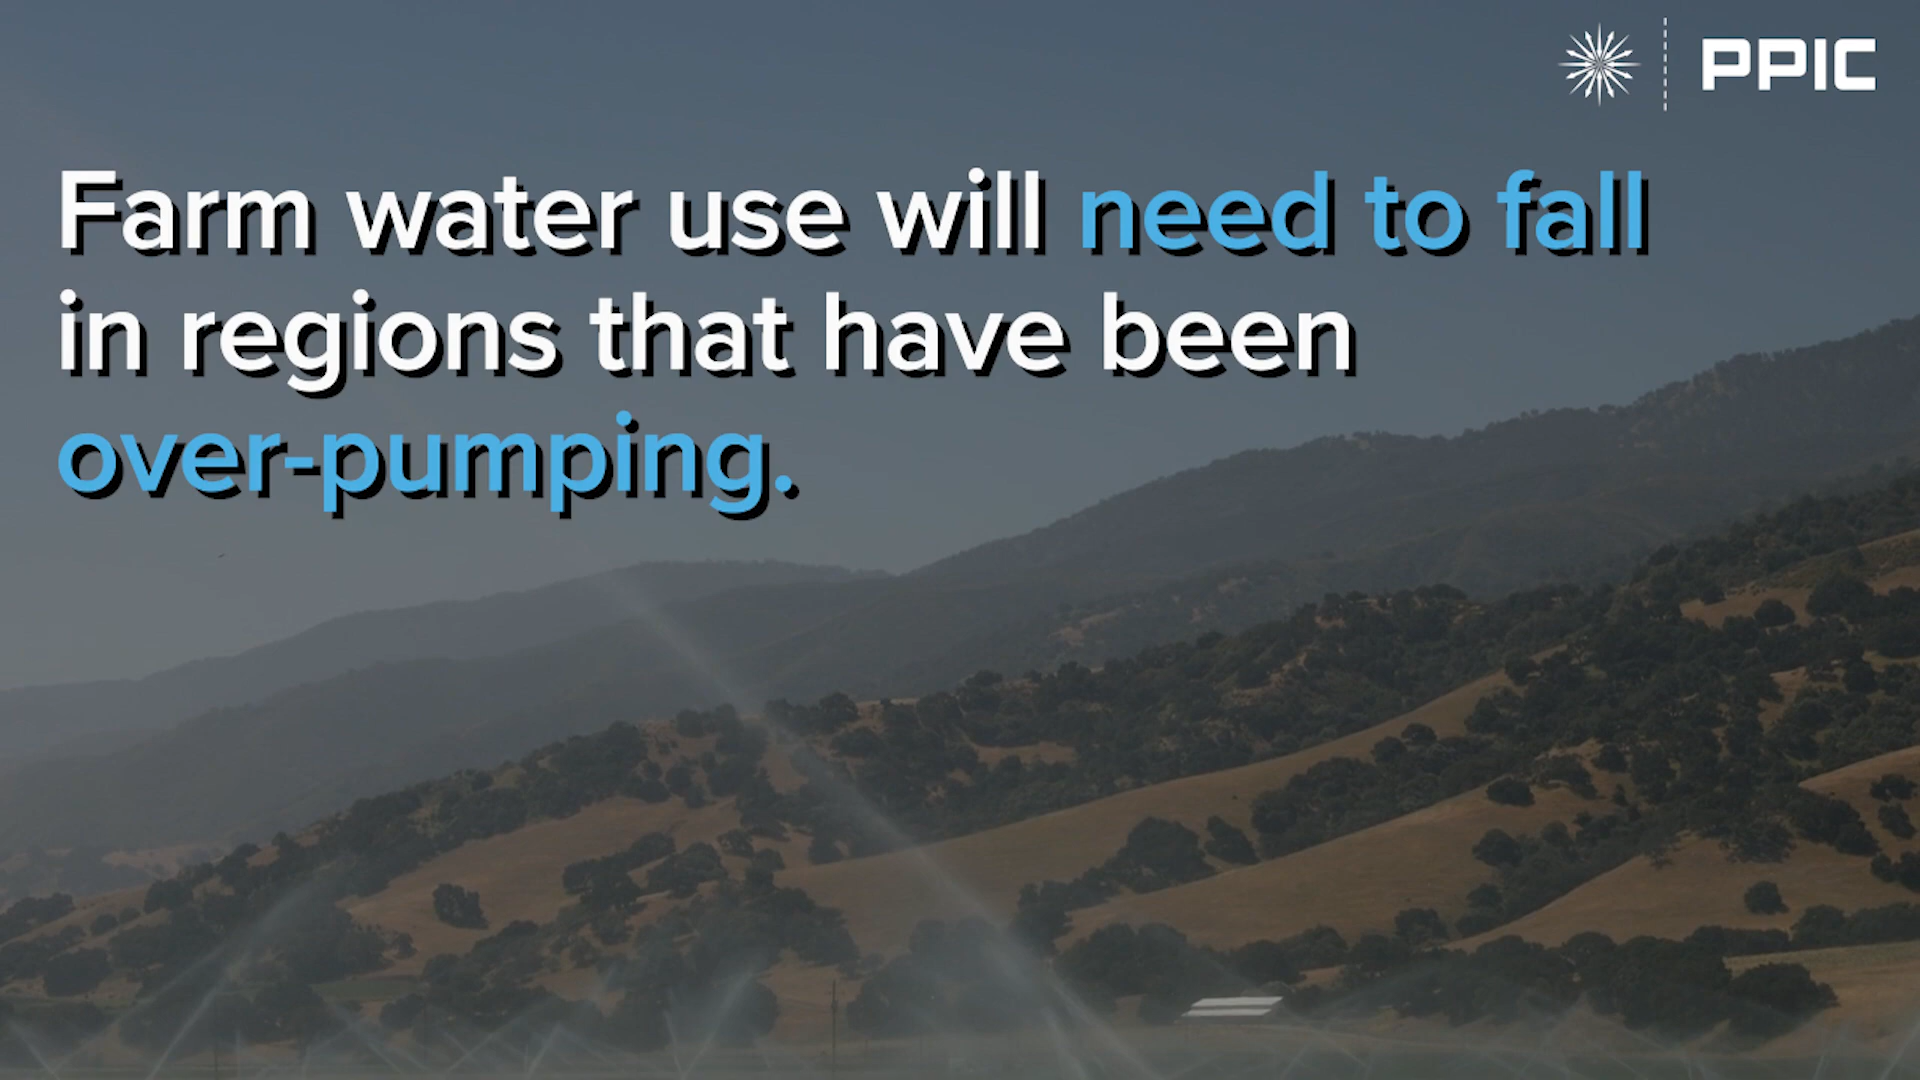 PPIC
Farm water use will need to fall
in regions that have been
over-pumping.